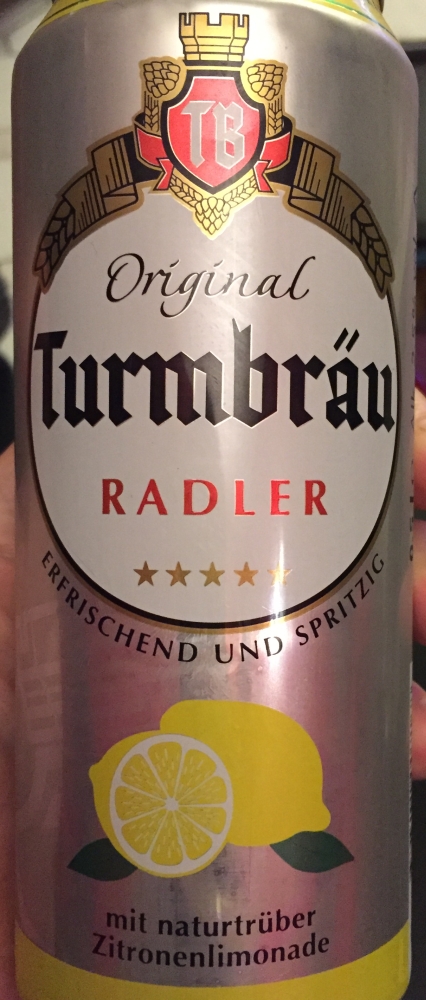 TB
Original
Turmbräu
RADLER
ERFRISCHEND UND SPRITZIG
mit naturtrüber
Zitronenlimonade